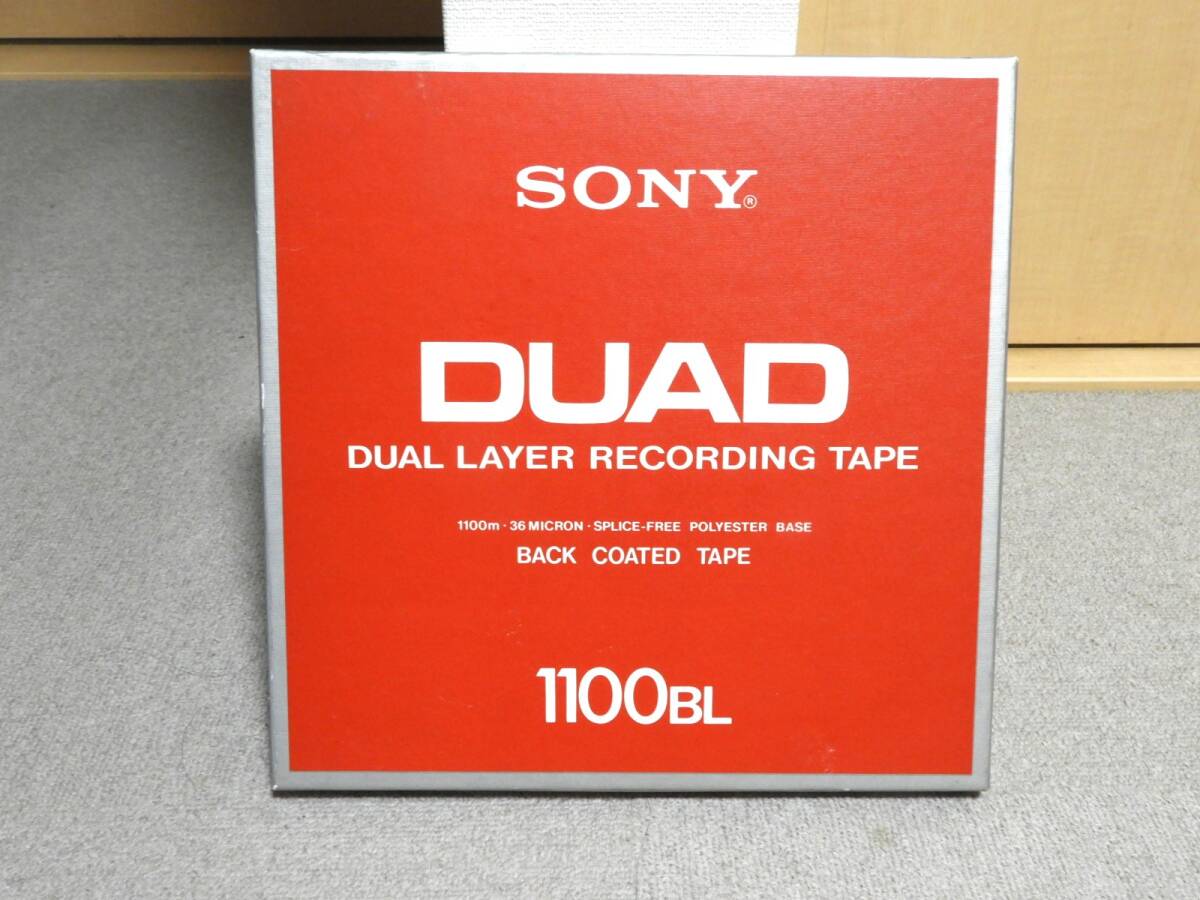 SONY®
DUAD
DUAL LAYER RECORDING TAPE
1100m · 36 MICRON · SPLICE-FREE POLYESTER BASE
BACK COATED TAPE
1100BL